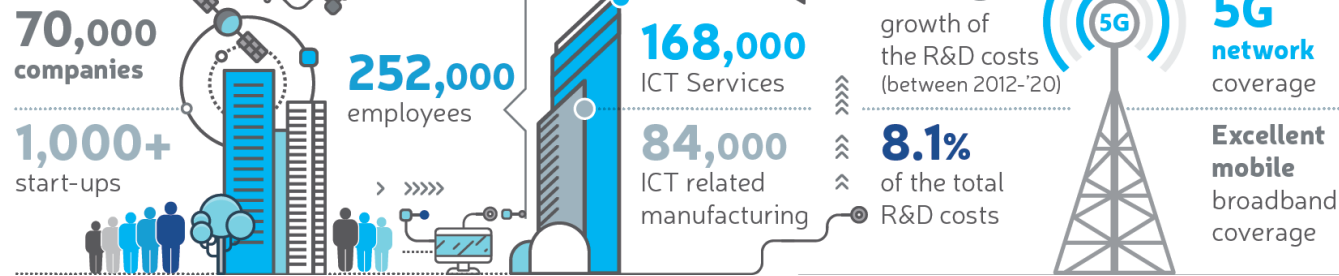 70,000
companies
1,000+
start-ups
252,000
employees
168,000
ICT Services
84,000
ICT related
manufacturing
growth of
the R&D costs
(between 2012-'20)
8.1%
of the total
R&D costs
5G
5G
network
coverage
Excellent
mobile
broadband
coverage